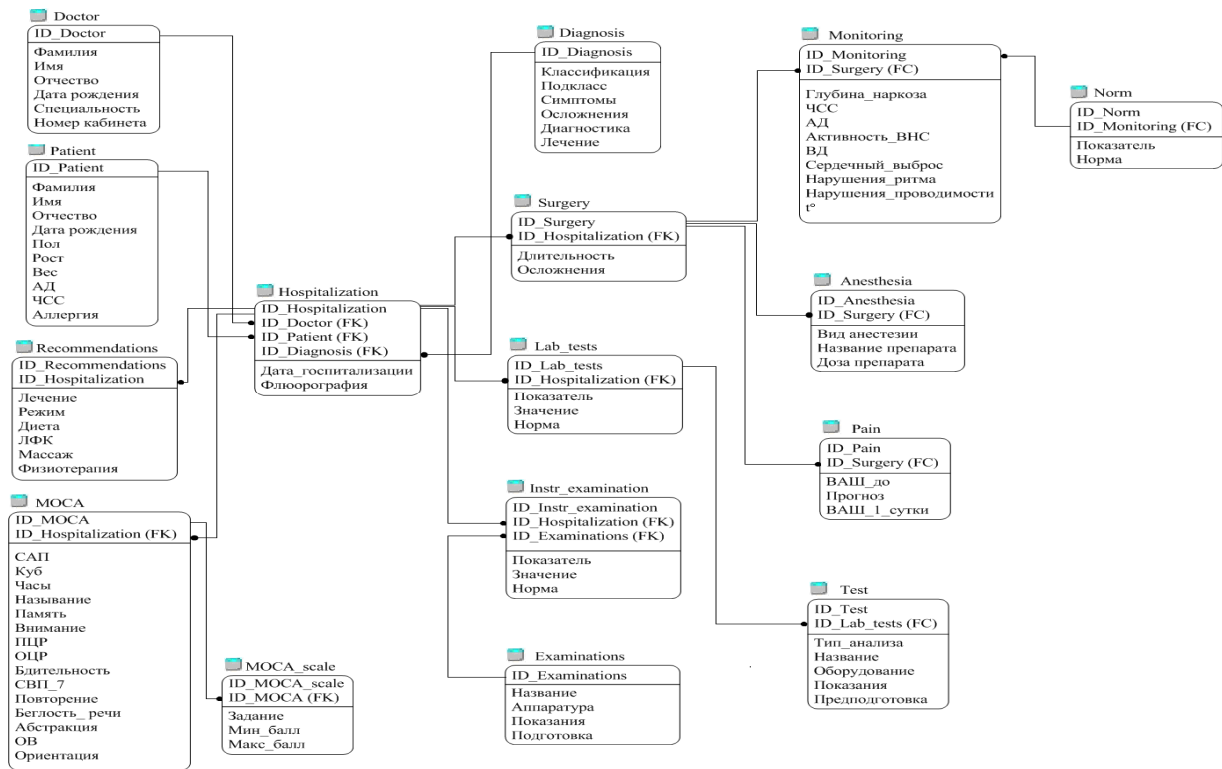 Doctor
ID_Doctor
Фамилия
Имя
Отчество
Дата рождения
Специальность
Номер кабинета
Patient
ID_Patient
Фамилия
Имя
Отчество
Дата рождения
Пол
Рост
Вес
АД
ЧСС
Аллергия
Recommendations
ID_Recommendations
ID_Hospitalization
Лечение
Режим
Диета
ЛФК
Массаж
Физиотерапия
MOCA
ID_MOCA
ID_Hospitalization (FK)
САП
Куб
Часы
Называние
Память
Внимание
ПЦР
ОЦР
Бдительность
СВП_7
Повторение
Беглость_ речи
Абстракция
ОВ
Ориентация
MOCA_scale
ID_MOCA_scale
ID_MOCA (FK)
Задание
Мин_балл
Макс_балл
Hospitalization
ID_Hospitalization
ID_Doctor (FK)
ID_Patient (FK)
ID_Diagnosis (FK)
Дата_госпитализации
Флюорография
Diagnosis
ID_Diagnosis
Классификация
Подкласс
Симптомы
Осложнения
Диагностика
Лечение
Surgery
ID_Surgery
ID_Hospitalization (FK)
Длительность
Осложнения
Lab_tests
ID_Lab_tests
ID_Hospitalization (FK)
Показатель
Значение
Норма
Instr_examination
ID_Instr_examination
ID_Hospitalization (FK)
ID_Examinations (FK)
Показатель
Значение
Норма
Examinations
ID_Examinations
Название
Аппаратура
Показания
Подготовка
Monitoring
ID_Monitoring
ID_Surgery (FC)
Глубина_наркоза
ЧСС
АД
Активность_ВНС
ВД
Сердечный_выброс
Нарушения_ритма
Нарушения_проводимости
t°
Norm
ID_Norm
ID_Monitoring (FC)
Показатель
Норма
Anesthesia
ID_Anesthesia
ID_Surgery (FC)
Вид анестезии
Название препарата
Доза препарата
Pain
ID_Pain
ID_Surgery (FC)
ВАШ_до
Прогноз
ВАШ_1_сутки
Test
ID_Test
ID_Lab_tests (FC)
Тип_анализа
Название
Оборудование
Показания
Предподготовка